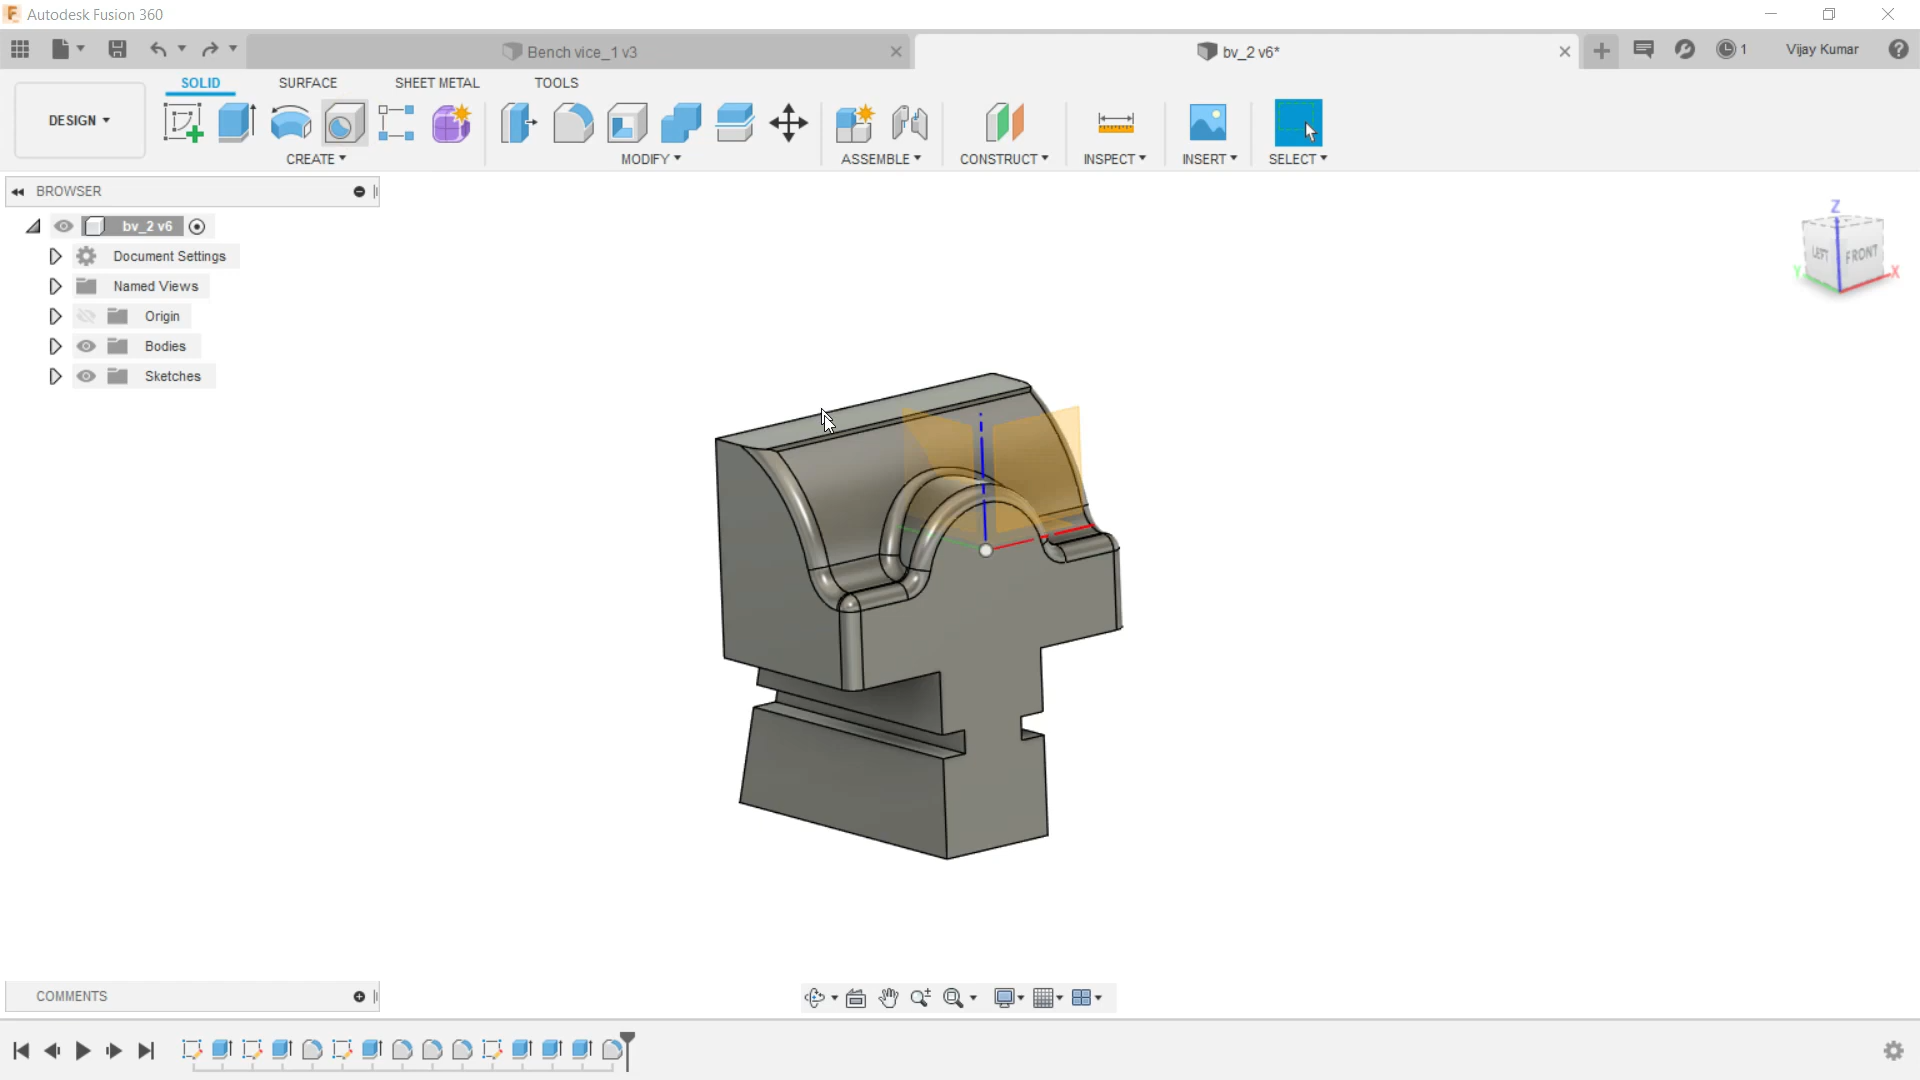 Autodesk Fusion 360
Bench vice_1 v3
bv_2 v6*
1
Vijay Kumar
DESIGN
SOLID
SURFACE
SHEET METAL
TOOLS
CREATE
MODIFY
ASSEMBLE
CONSTRUCT
INSPECT
INSERT
SELECT
BROWSER
bv_2 v6
Document Settings
Named Views
Origin
Bodies
Sketches
Z
LEFT
FRONT
Y
X
COMMENTS